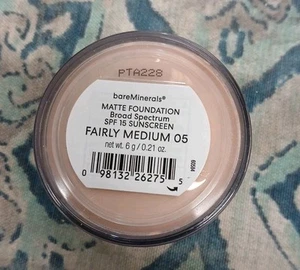 PTA228
bareMinerals®
MATTE FOUNDATION
Broad Spectrum
SPF 15 SUNSCREEN
FAIRLY MEDIUM 05
net wt. 6 g / 0.21 oz.
0 98132 26275 5